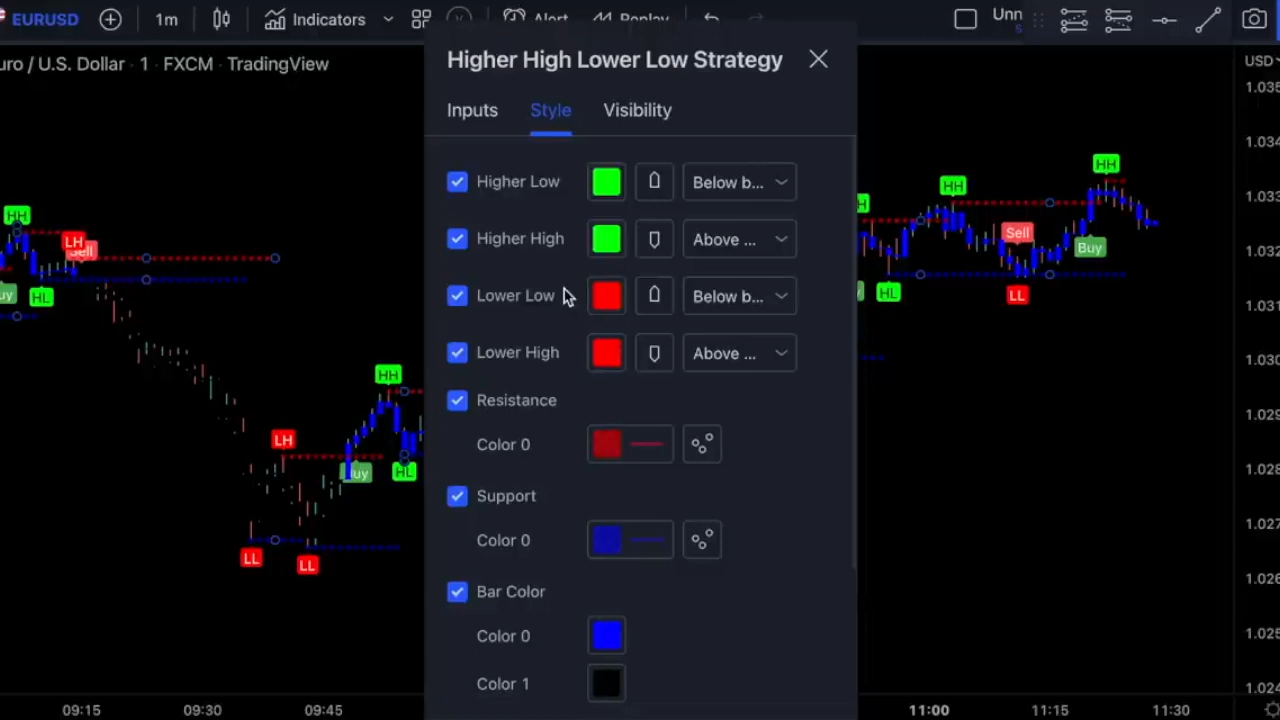 EURUSD
1m
Indicators
Alert
Replay
Unn
s
uro / U.S. Dollar · 1 · FXCM · TradingView
USD
Higher High Lower Low Strategy
Inputs
Style
Visibility
Higher Low
Below b...
Higher High
Above ...
Lower Low
Below b...
Lower High
Above ...
Resistance
Color 0
Support
Color 0
Bar Color
Color 0
Color 1
HH
LH
Sell
uy
HL
HH
LH
Buy
HL
LL
LL
H
HH
HH
Sell
Buy
HL
LL
1.035
1.034
1.033
1.032
1.031
1.030
1.029
1.028
1.027
1.026
1.025
1.024
09:15
09:30
09:45
11:00
11:15
11:30